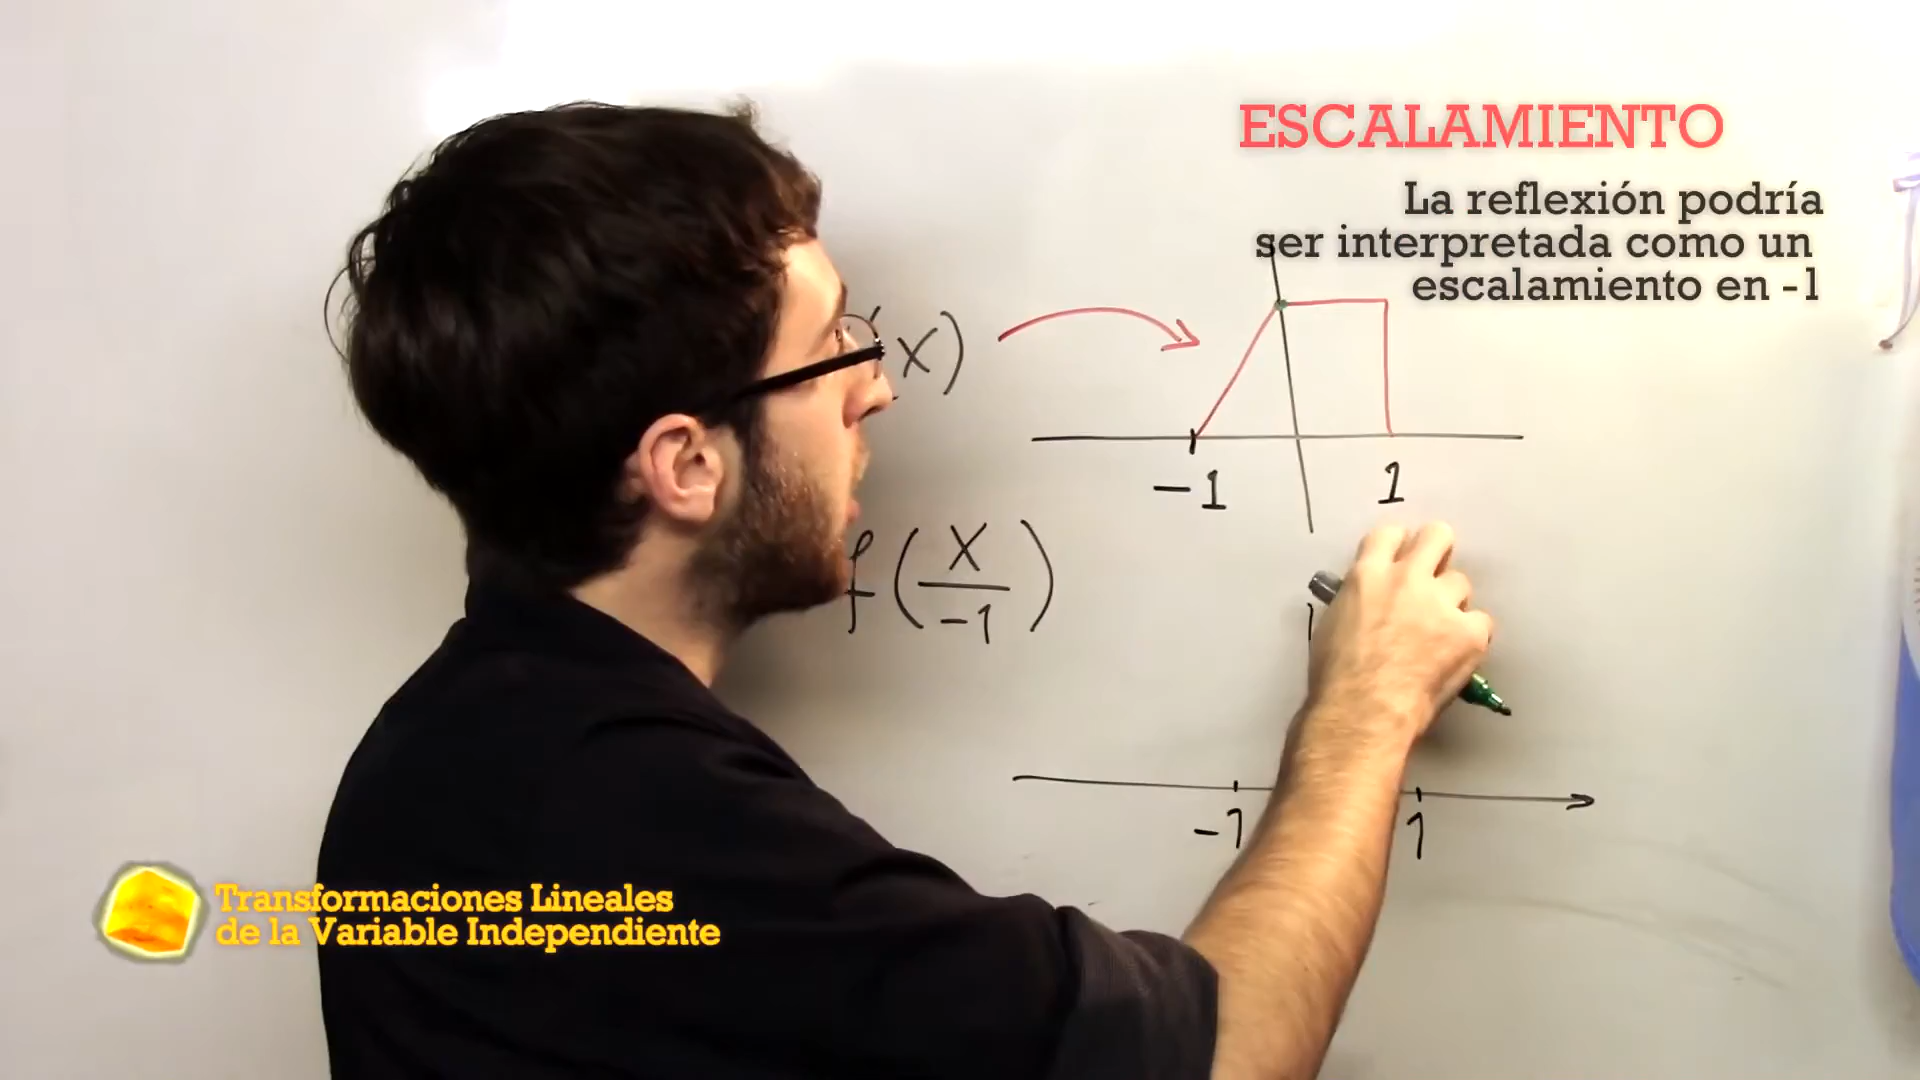 ESCALAMIENTO
La reflexión podría
ser interpretada como un
escalamiento en -1
x)
-1 1
f(x/-1)
-1 1
Transformaciones Lineales
de la Variable Independiente